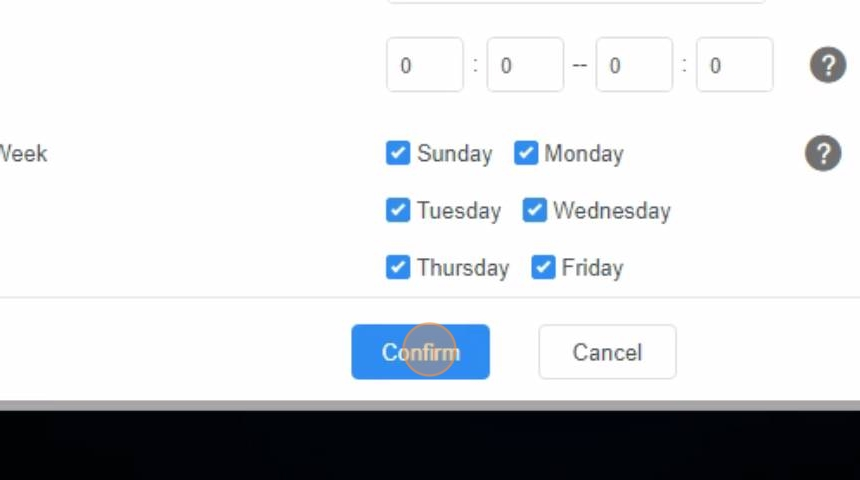 0 : 0 -- 0 : 0 ?
Week Sunday Monday ?
Tuesday Wednesday
Thursday Friday
Confirm Cancel